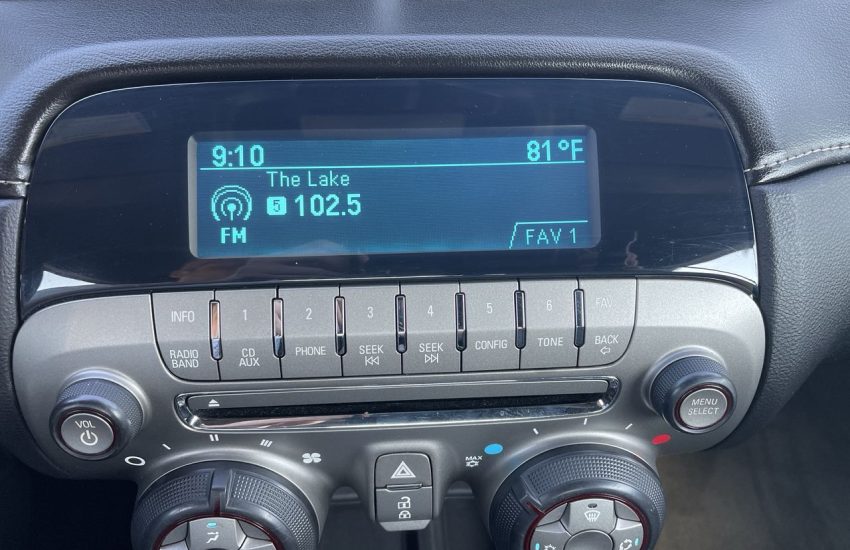 9:10 81°F
The Lake
5 102.5
FM
FAV 1
INFO 1 2 3 4 5 6 FAV
RADIO BAND CD AUX PHONE SEEK SEEK CONFIG TONE BACK
VOL
MENU SELECT
MAX